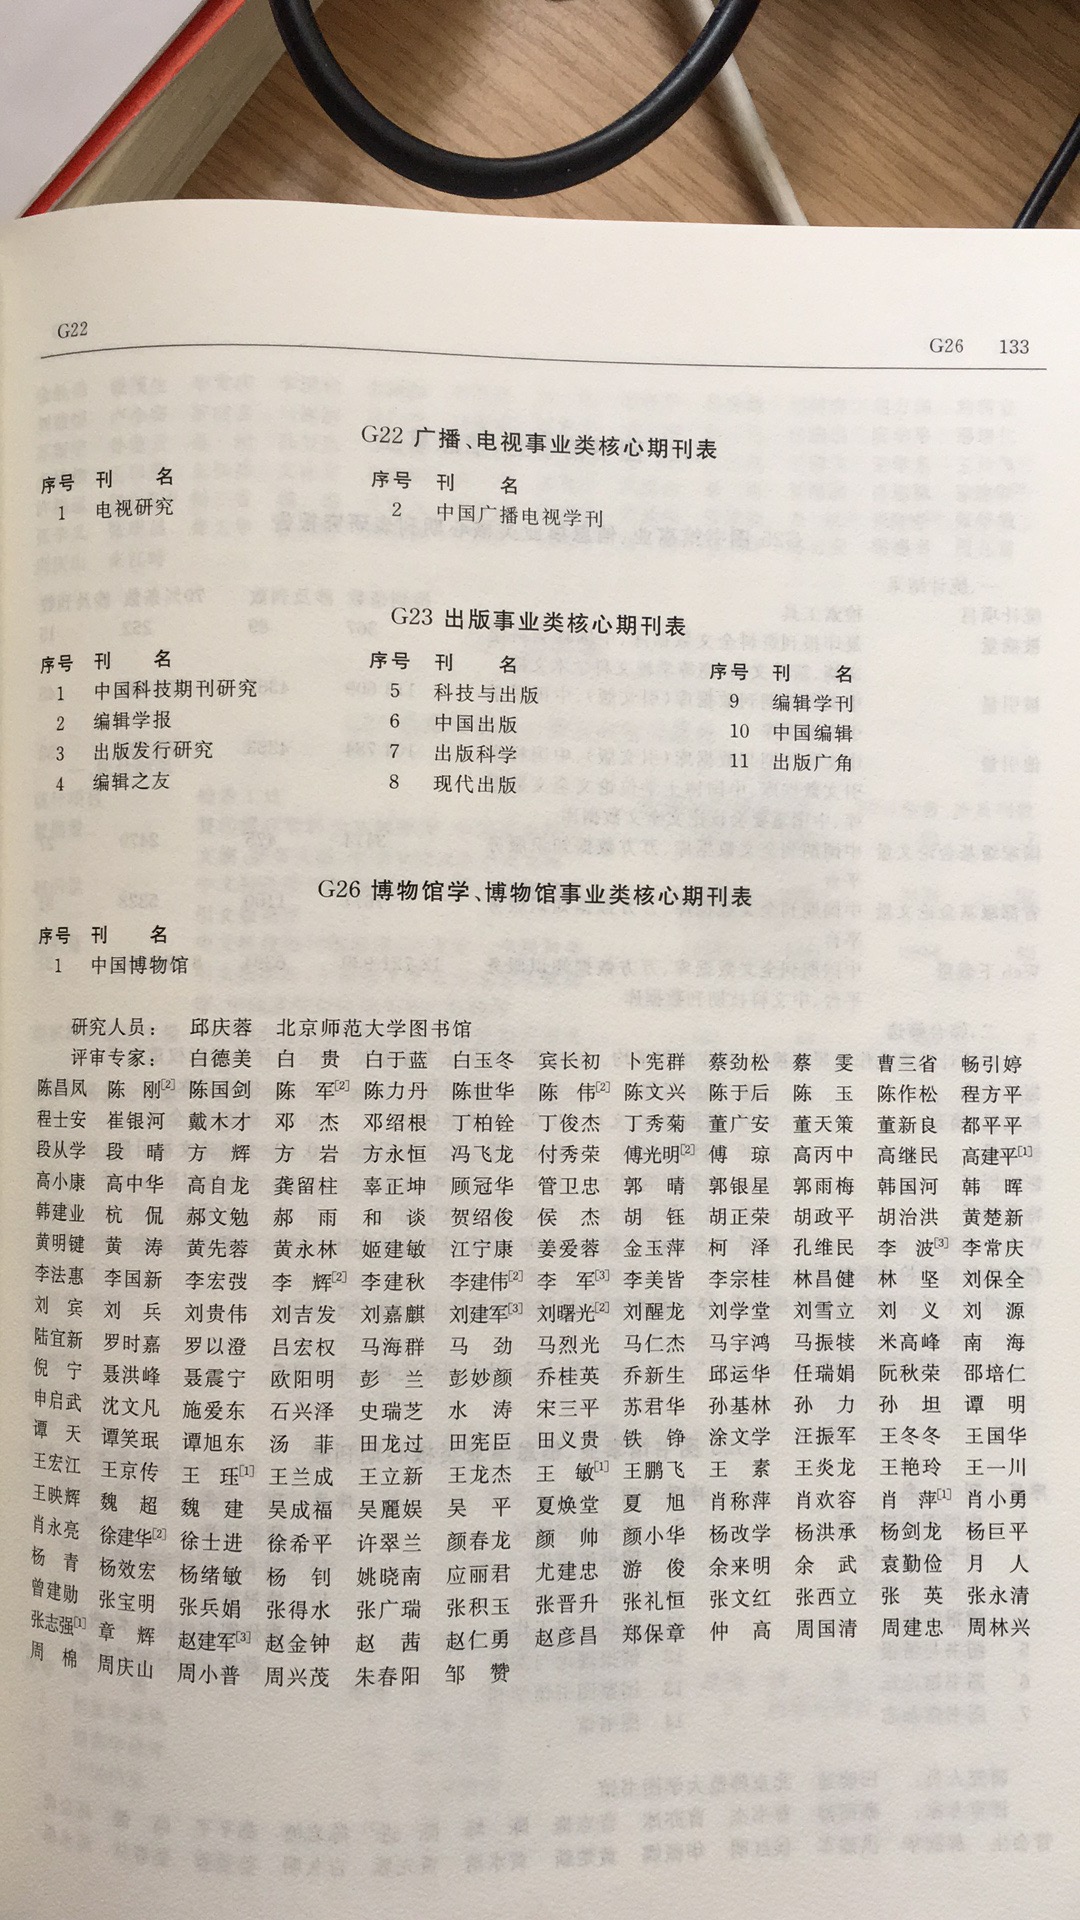 G22
G26 133
G22 广播、电视事业类核心期刊表
序号 刊 名 序号 刊 名
1 电视研究 2 中国广播电视学刊
G23 出版事业类核心期刊表
序号 刊 名 序号 刊 名 序号 刊 名
1 中国科技期刊研究 5 科技与出版 9 编辑学刊
2 编辑学报 6 中国出版 10 中国编辑
3 出版发行研究 7 出版科学 11 出版广角
4 编辑之友 8 现代出版
G26 博物馆学、博物馆事业类核心期刊表
序号 刊 名
1 中国博物馆
研究人员: 邱庆蓉 北京师范大学图书馆
评审专家: 白德美 白 贵 白于蓝 白玉冬 宾长初 卜宪群 蔡劲松 蔡 雯 曹三省 畅引婷
陈昌凤 陈 刚[2] 陈国剑 陈 军[2] 陈力丹 陈世华 陈 伟[2] 陈文兴 陈于后 陈 玉 陈作松 程方平
程士安 崔银河 戴木才 邓 杰 邓绍根 丁柏铨 丁俊杰 丁秀菊 董广安 董天策 董新良 都平平
段从学 段 晴 方 辉 方 岩 方永恒 冯飞龙 付秀荣 傅光明[2] 傅 琼 高丙中 高继民 高建平[1]
高小康 高中华 高自龙 龚留柱 辜正坤 顾冠华 管卫忠 郭 晴 郭银星 郭雨梅 韩国河 韩 晖
韩建业 杭 侃 郝文勉 郝 雨 和 谈 贺绍俊 侯 杰 胡 钰 胡正荣 胡政平 胡治洪 黄楚新
黄明键 黄 涛 黄先蓉 黄永林 姬建敏 江宁康 姜爱蓉 金玉萍 柯 泽 孔维民 李 波[3] 李常庆
李法惠 李国新 李宏弢 李 辉[2] 李建秋 李建伟[2] 李 军[3] 李美皆 李宗桂 林昌健 林 坚 刘保全
刘 宾 刘 兵 刘贵伟 刘吉发 刘嘉麒 刘建军[3] 刘曙光[2] 刘醒龙 刘学堂 刘雪立 刘 义 刘 源
陆宜新 罗时嘉 罗以澄 吕宏权 马海群 马 劲 马烈光 马仁杰 马宇鸿 马振犊 米高峰 南 海
倪 宁 聂洪峰 聂震宁 欧阳明 彭 兰 彭妙颜 乔桂英 乔新生 邱运华 任瑞娟 阮秋荣 邵培仁
申启武 沈文凡 施爱东 石兴泽 史瑞芝 水 涛 宋三平 苏君华 孙基林 孙 力 孙 坦 谭 明
谭 天 谭笑珉 谭旭东 汤 菲 田龙过 田宪臣 田义贵 铁 铮 涂文学 汪振军 王冬冬 王国华
王宏江 王京传 王 珏[1] 王兰成 王立新 王龙杰 王 敏[1] 王鹏飞 王 素 王炎龙 王艳玲 王一川
王映辉 魏 超 魏 建 吴成福 吴麗娱 吴 平 夏焕堂 夏 旭 肖称萍 肖欢容 肖 萍[1] 肖小勇
肖永亮 徐建华[2] 徐士进 徐希平 许翠兰 颜春龙 颜 帅 颜小华 杨改学 杨洪承 杨剑龙 杨巨平
杨 青 杨效宏 杨绪敏 杨 钊 姚晓南 应丽君 尤建忠 游 俊 余来明 余 武 袁勤俭 月 人
曾建勋 张宝明 张兵娟 张得水 张广瑞 张积玉 张晋升 张礼恒 张文红 张西立 张 英 张永清
张志强[1] 章 辉 赵建军[3] 赵金钟 赵 茜 赵仁勇 赵彦昌 郑保章 仲 高 周国清 周建忠 周林兴
周 棉 周庆山 周小普 周兴茂 朱春阳 邹 赞